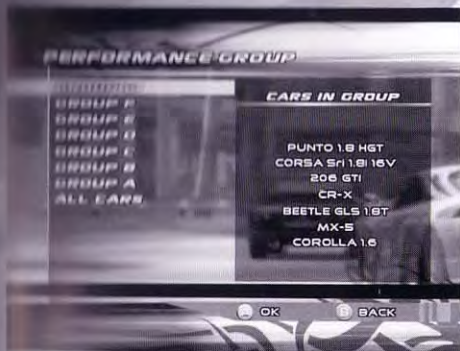 PERFORMANCE GROUP
GROUP F
GROUP E
GROUP D
GROUP C
GROUP B
GROUP A
ALL CARS
CARS IN GROUP
PUNTO 1.8 HGT
CORSA Sri 1.8i 16V
206 GTI
CR-X
BEETLE GLS 1.8T
MX-5
COROLLA 1.6
A OK
B BACK